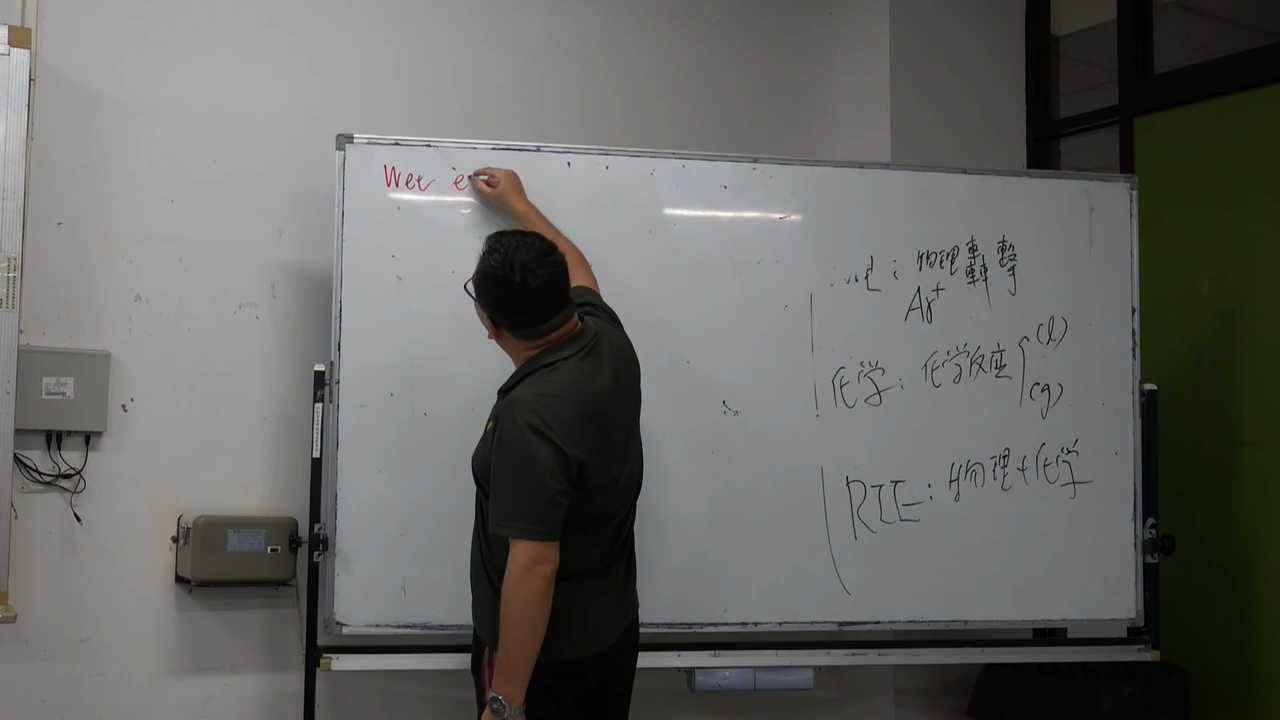 Wet e
: 物理轟擊
Ar+
化学: 化学反应 (l)
(g)
RIE: 物理+化学